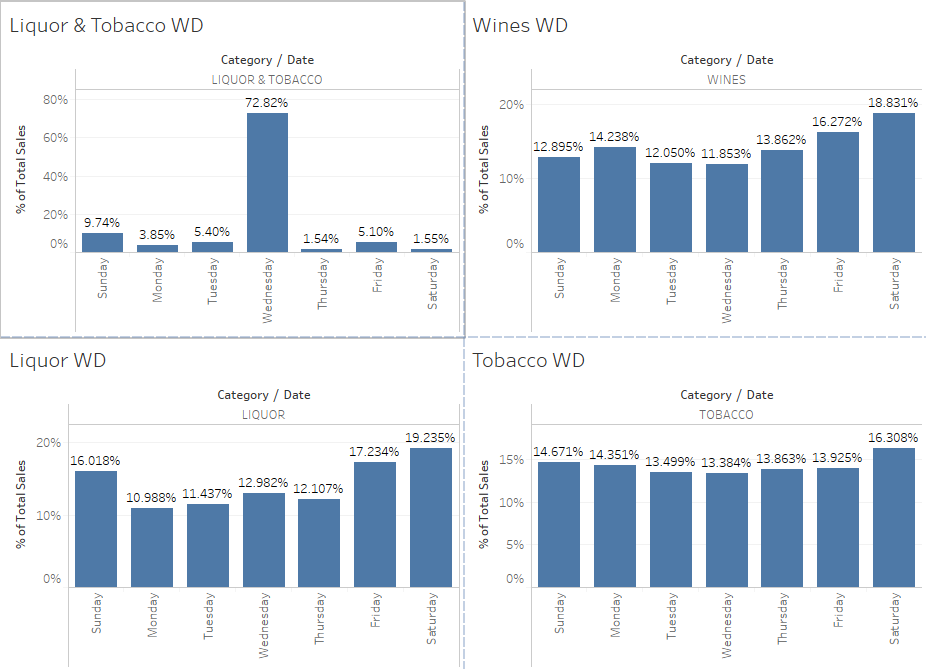 Liquor & Tobacco WD
Category / Date
LIQUOR & TOBACCO
% of Total Sales
80%
60%
40%
20%
0%
9.74%
3.85%
5.40%
72.82%
1.54%
5.10%
1.55%
Sunday
Monday
Tuesday
Wednesday
Thursday
Friday
Saturday
Wines WD
Category / Date
WINES
% of Total Sales
20%
10%
0%
12.895%
14.238%
12.050%
11.853%
13.862%
16.272%
18.831%
Sunday
Monday
Tuesday
Wednesday
Thursday
Friday
Saturday
Liquor WD
Category / Date
LIQUOR
% of Total Sales
20%
10%
0%
16.018%
10.988%
11.437%
12.982%
12.107%
17.234%
19.235%
Sunday
Monday
Tuesday
Wednesday
Thursday
Friday
Saturday
Tobacco WD
Category / Date
TOBACCO
% of Total Sales
15%
10%
5%
0%
14.671%
14.351%
13.499%
13.384%
13.863%
13.925%
16.308%
Sunday
Monday
Tuesday
Wednesday
Thursday
Friday
Saturday